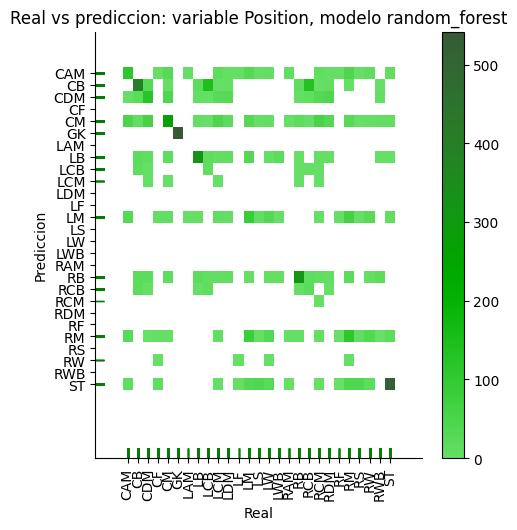 Real vs prediccion: variable Position, modelo random_forest
CAM
CB
CDM
CF
CM
GK
LAM
LB
LCB
LCM
LDM
LF
LM
LS
LW
LWB
RAM
RB
RCB
RCM
RDM
RF
RM
RS
RW
RWB
ST
Prediccion
CAM
CB
CDM
CF
CM
GK
LAM
LB
LCB
LCM
LDM
LF
LM
LS
LW
LWB
RAM
RB
RCB
RCM
RDM
RF
RM
RS
RW
RWB
ST
Real
500
400
300
200
100
0